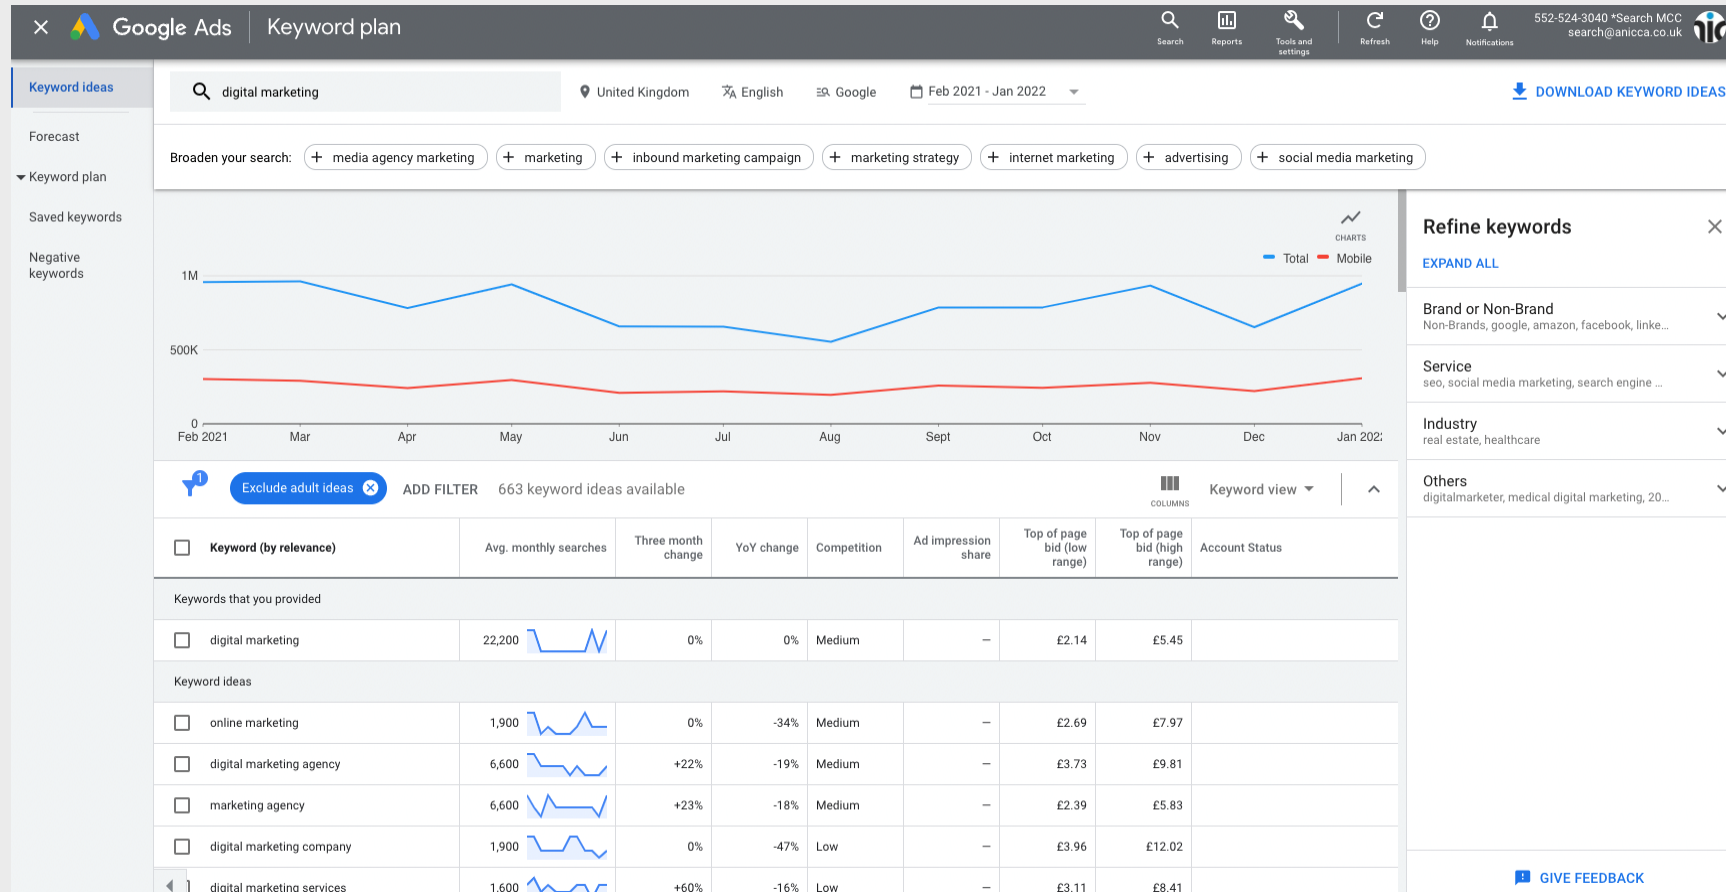 Google Ads
Keyword plan
Search
Reports
Tools and
settings
Refresh
Help
Notifications
552-524-3040 *Search MCC
search@anicca.co.uk
Keyword ideas
Forecast
Keyword plan
Saved keywords
Negative
keywords
digital marketing
United Kingdom
English
Google
Feb 2021 - Jan 2022
DOWNLOAD KEYWORD IDEAS
Broaden your search:
media agency marketing
marketing
inbound marketing campaign
marketing strategy
internet marketing
advertising
social media marketing
CHARTS
Total
Mobile
1M
500K
0
Feb 2021
Mar
Apr
May
Jun
Jul
Aug
Sept
Oct
Nov
Dec
Jan 2022
Refine keywords
EXPAND ALL
Brand or Non-Brand
Non-Brands, google, amazon, facebook, linke...
Service
seo, social media marketing, search engine ...
Industry
real estate, healthcare
Others
digitalmarketer, medical digital marketing, 20...
1
Exclude adult ideas
ADD FILTER
663 keyword ideas available
COLUMNS
Keyword view
Keyword (by relevance)
Avg. monthly searches
Three month
change
YoY change
Competition
Ad impression
share
Top of page
bid (low
range)
Top of page
bid (high
range)
Account Status
Keywords that you provided
digital marketing 22,200 0% 0% Medium – £2.14 £5.45
Keyword ideas
online marketing 1,900 0% -34% Medium – £2.69 £7.97
digital marketing agency 6,600 +22% -19% Medium – £3.73 £9.81
marketing agency 6,600 +23% -18% Medium – £2.39 £5.83
digital marketing company 1,900 0% -47% Low – £3.96 £12.02
digital marketing services 1,600 +60% -16% Low – £3.11 £8.41
GIVE FEEDBACK